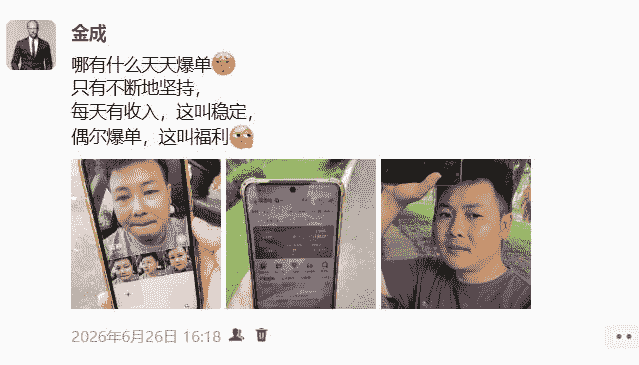 金成
哪有什么天天爆单
只有不断地坚持，
每天有收入，这叫稳定，
偶尔爆单，这叫福利
2026年6月26日 16:18